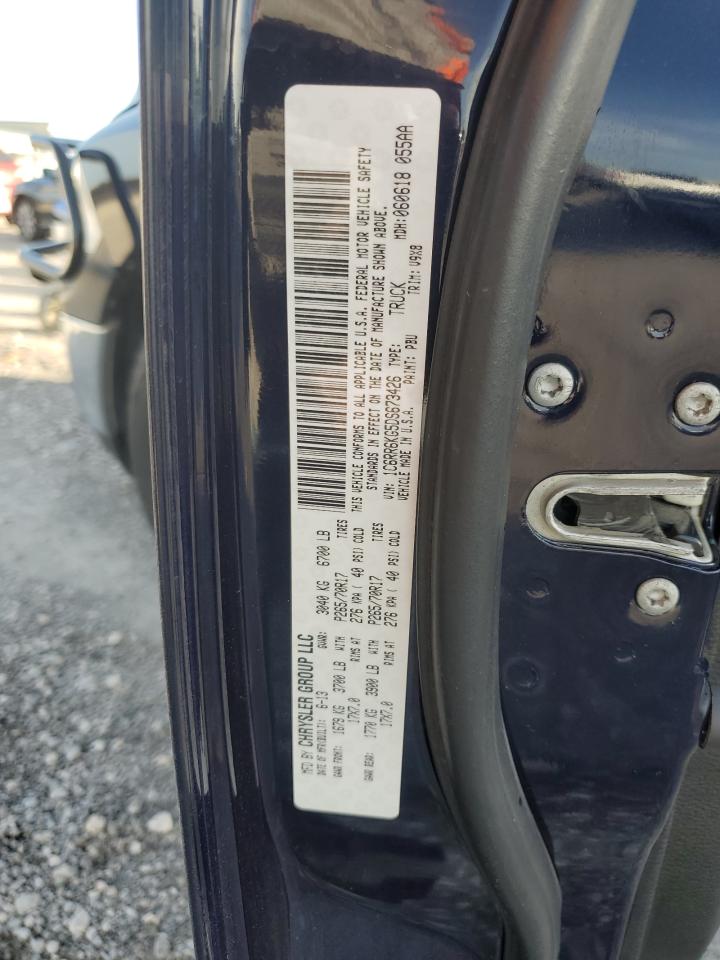 MFD BY CHRYSLER GROUP LLC
DATE OF MFR(BUILT): 6-13 GVWR: 3040 KG 6700 LB
GAWR FRONT: 1679 KG 3700 LB WITH P265/70R17 TIRES
17X7.0 RIMS AT 276 KPA ( 40 PSI) COLD
GAWR REAR: 1770 KG 3900 LB WITH P265/70R17 TIRES
17X7.0 RIMS AT 276 KPA ( 40 PSI) COLD
THIS VEHICLE CONFORMS TO ALL APPLICABLE U.S.A. FEDERAL MOTOR VEHICLE SAFETY
STANDARDS IN EFFECT ON THE DATE OF MANUFACTURE SHOWN ABOVE.
VIN: 1C6RR6KG5DS673426 TYPE: TRUCK MDH:060618 055AA
VEHICLE MADE IN U.S.A. PAINT: PBU TRIM: V9X8